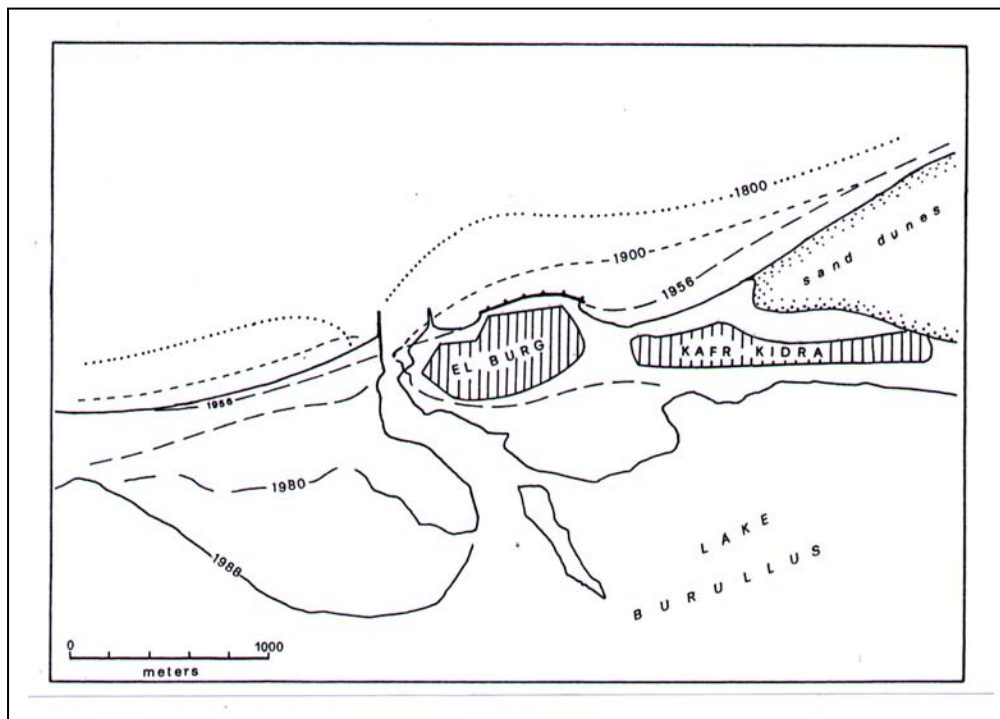 1800
1900
1956
sand dunes
EL BURG
KAFR KIDRA
1956
1980
1988
LAKE
BURULLUS
0 1000
meters